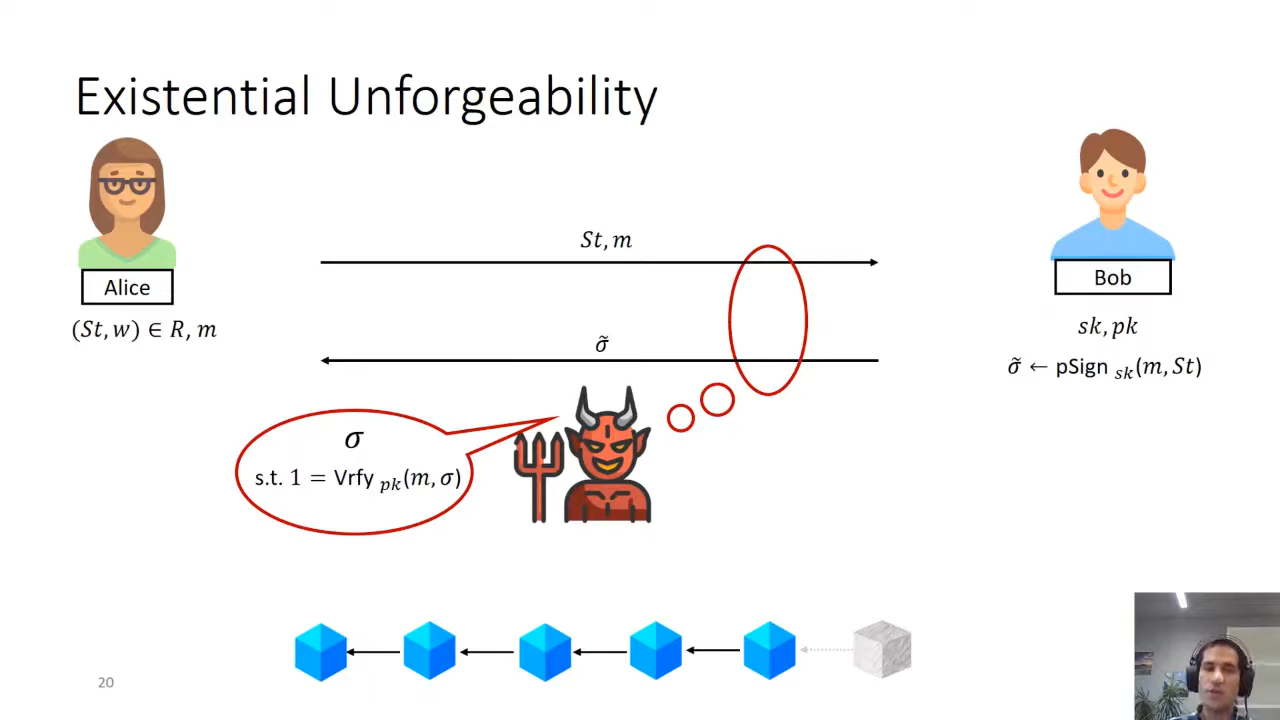 Existential Unforgeability
St, m
Alice
Bob
(St, w) ∈ R, m
sk, pk
σ̃
σ̃ ← pSign sk(m, St)
σ
s.t. 1 = Vrfy pk(m, σ)
20